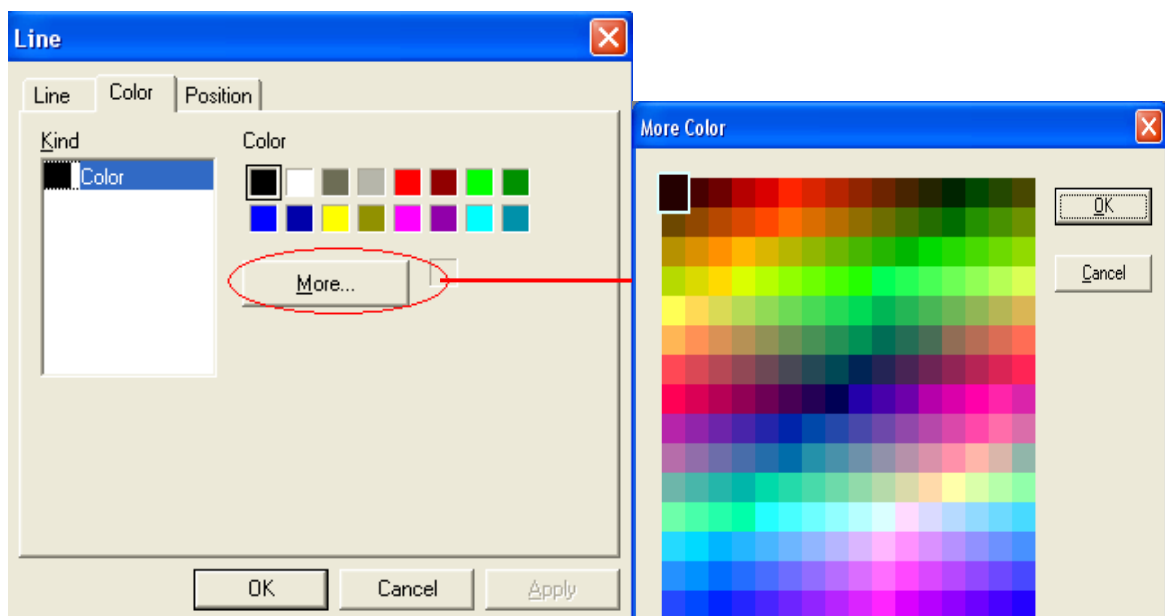 Line
Line Color Position
Kind
Color
Color
More...
OK Cancel Apply
More Color
OK
Cancel